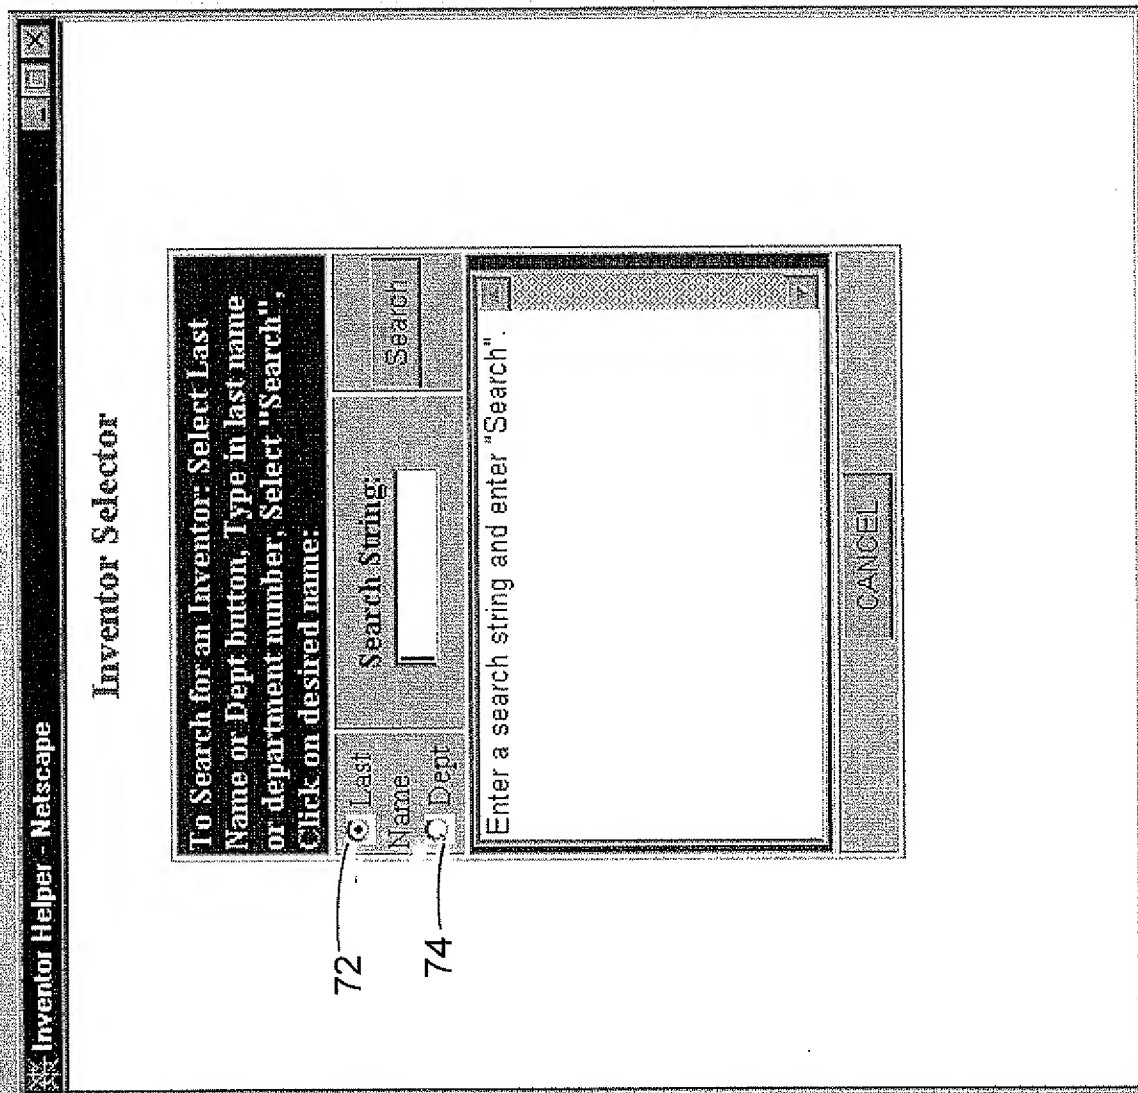 Inventor Helper - Netscape
Inventor Selector
To Search for an Inventor: Select Last
Name or Dept button, Type in last name
or department number, Select "Search",
Click on desired name:
72
Last
Name
74
Dept
Search String:
Search
Enter a search string and enter "Search".
CANCEL